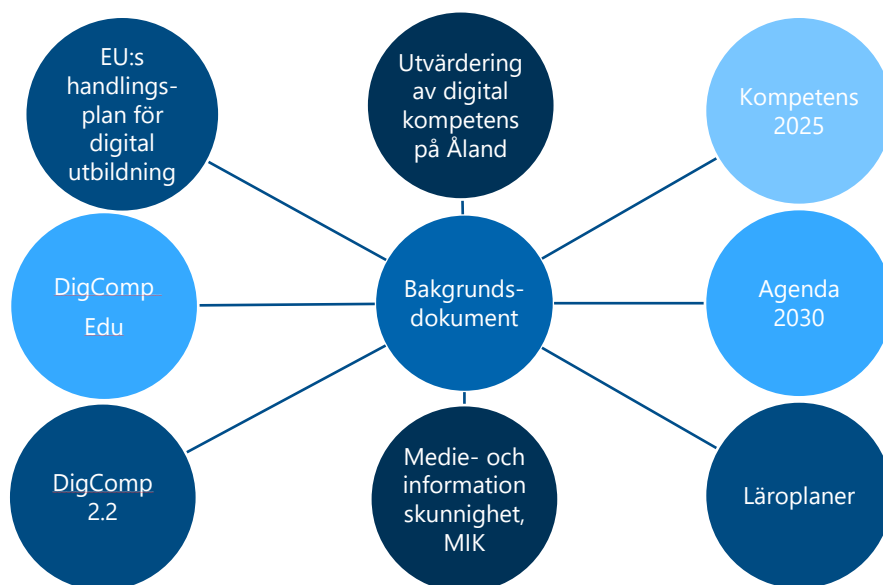 EU:s
handlings-
plan för
digital
utbildning
Utvärdering
av digital
kompetens
på Åland
Kompetens
2025
DigComp
Edu
Bakgrunds-
dokument
Agenda
2030
DigComp
2.2
Medie- och
information
skunnighet,
MIK
Läroplaner